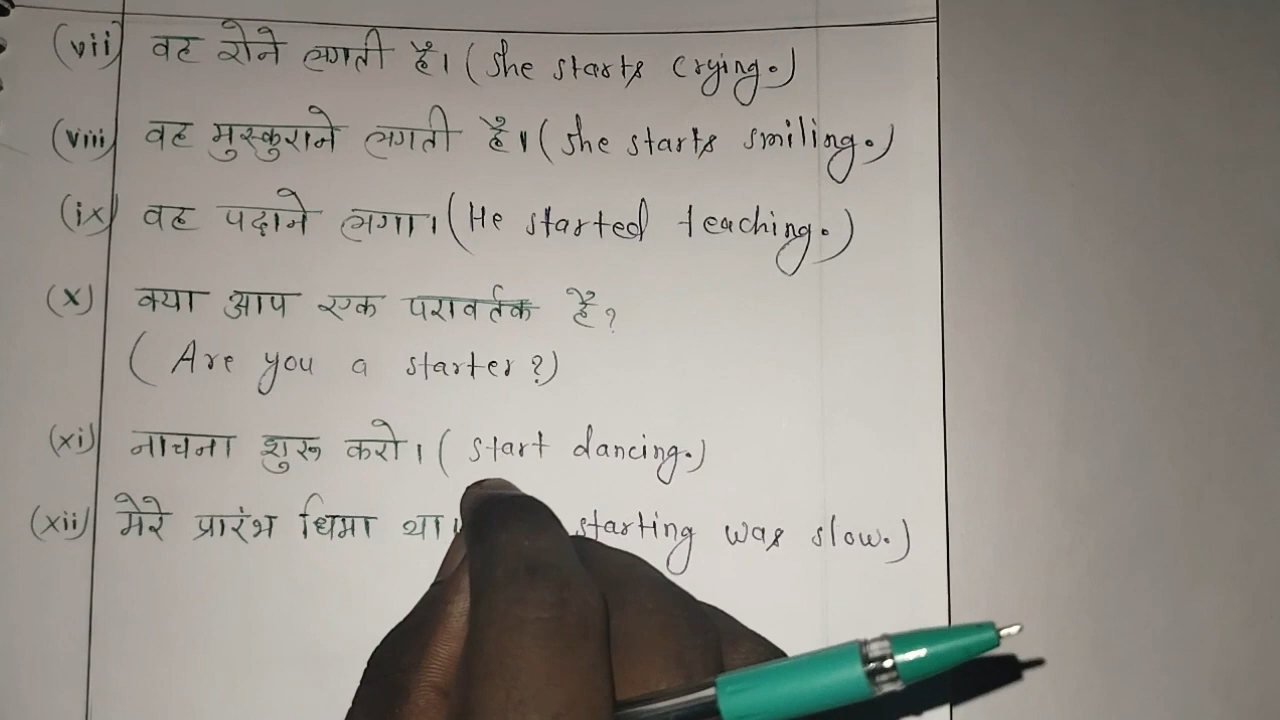 (vii) वह रोने लगती है। (She starts crying.)
(viii) वह मुस्कुराने लगती है। (She starts smiling.)
(ix) वह पढ़ाने लगा। (He started teaching.)
(x) क्या आप एक परावर्तक हैं?
(Are you a starter?)
(xi) नाचना शुरू करो। (Start dancing.)
(xii) मेरे प्रारंभ धिमा था। starting was slow.)